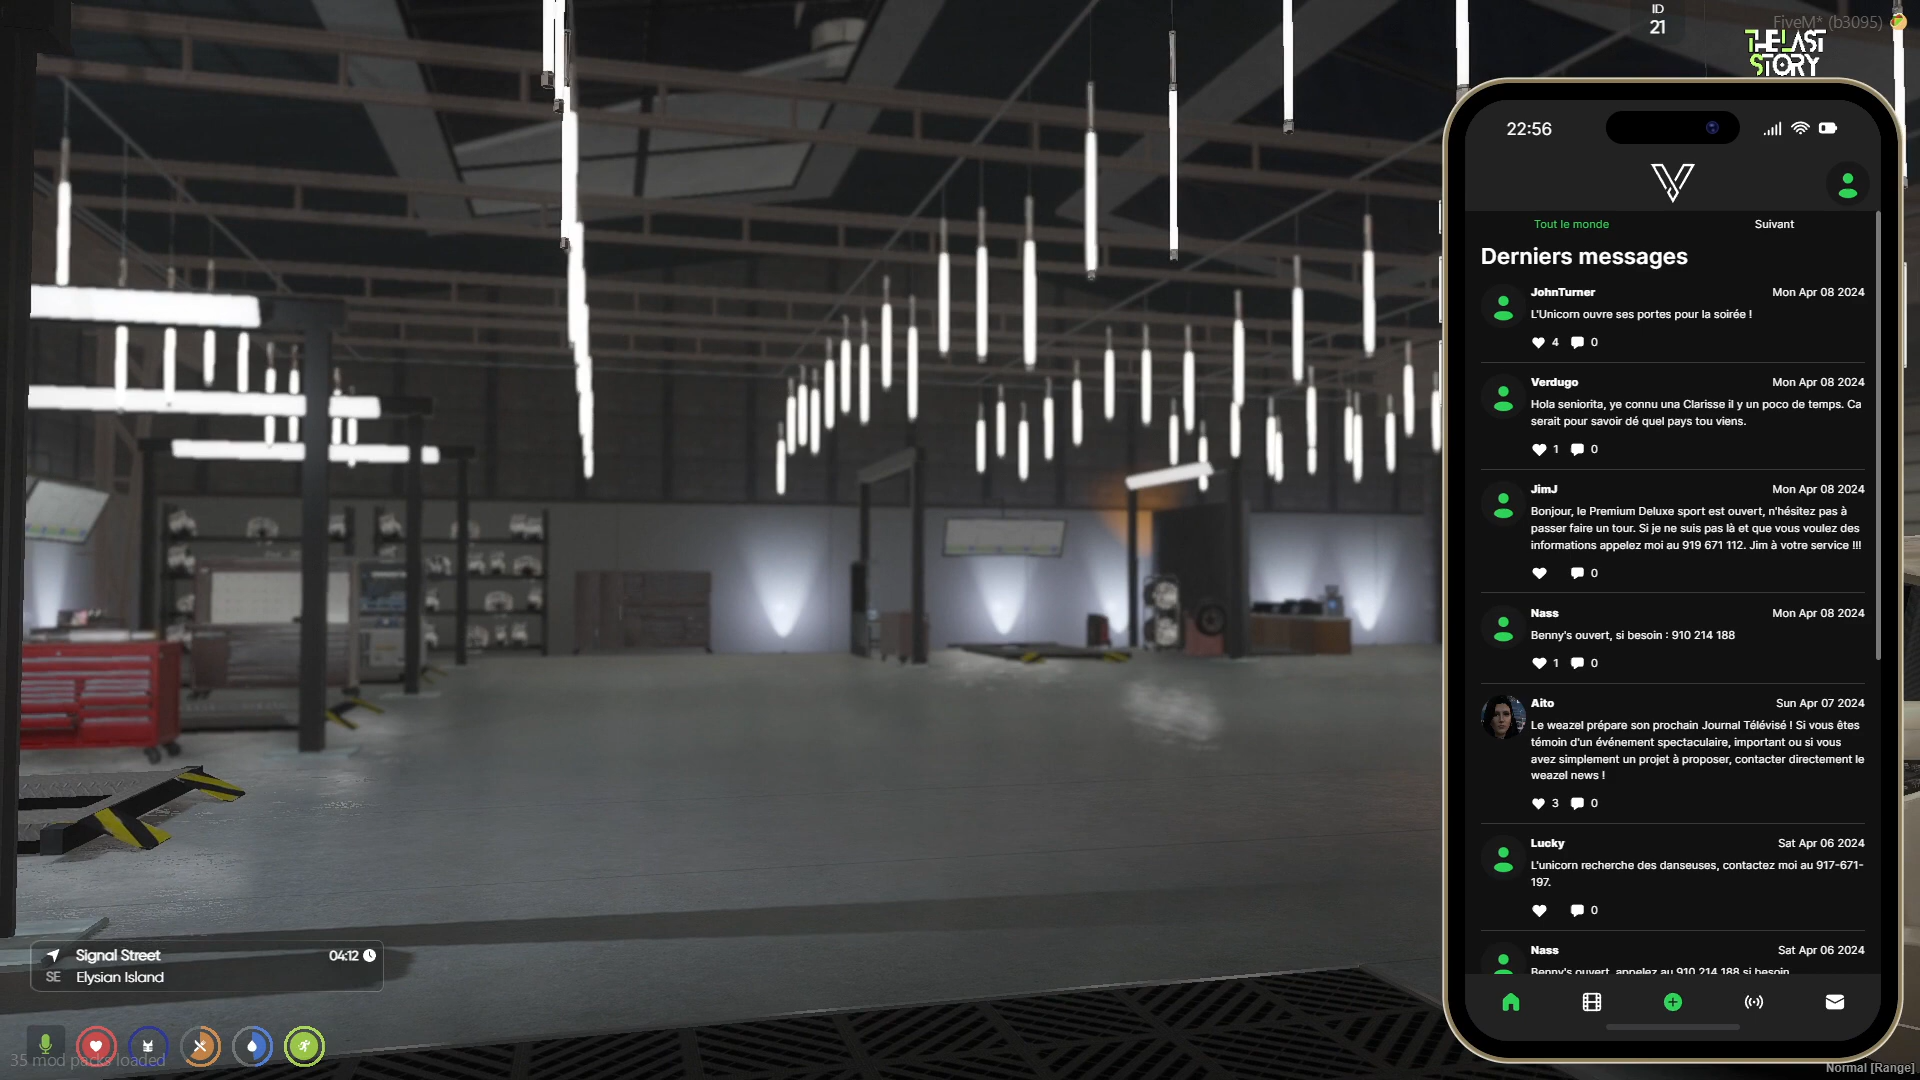 ID
21
FiveM* (b3095)
THE LAST
STORY
22:56
Tout le monde
Suivant
Derniers messages
JohnTurner
Mon Apr 08 2024
L'Unicorn ouvre ses portes pour la soirée !
4
0
Verdugo
Mon Apr 08 2024
Hola seniorita, ye connu una Clarisse il y un poco de temps. Ca
serait pour savoir dé quel pays tou viens.
1
0
JimJ
Mon Apr 08 2024
Bonjour, le Premium Deluxe sport est ouvert, n'hésitez pas à
passer faire un tour. Si je ne suis pas là et que vous voulez des
informations appelez moi au 919 671 112. Jim à votre service !!!
0
Nass
Mon Apr 08 2024
Benny's ouvert, si besoin : 910 214 188
1
0
Aito
Sun Apr 07 2024
Le weazel prépare son prochain Journal Télévisé ! Si vous êtes
témoin d'un événement spectaculaire, important ou si vous
avez simplement un projet à proposer, contacter directement le
weazel news !
3
0
Lucky
Sat Apr 06 2024
L'unicorn recherche des danseuses, contactez moi au 917-671-
197.
0
Nass
Sat Apr 06 2024
Benny's ouvert, appelez au 910 214 188 si besoin
Signal Street
04:12
SE
Elysian Island
35 mod packs loaded
Normal [Range]